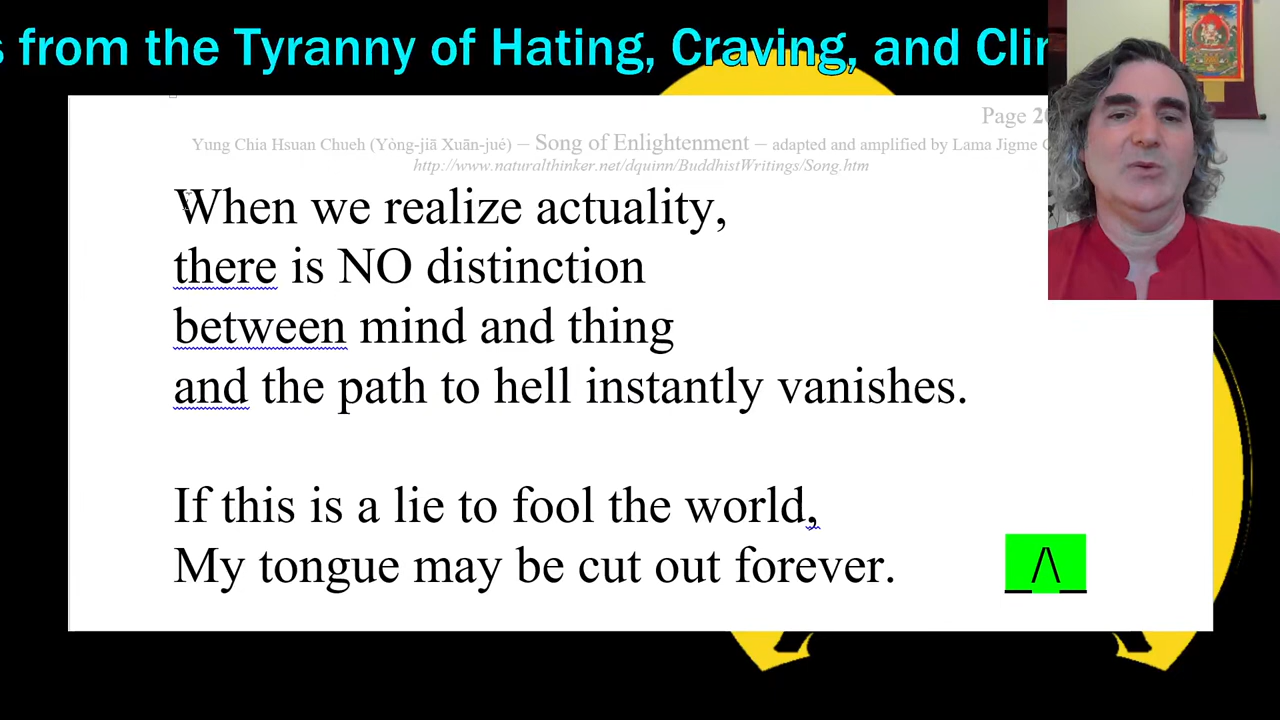 s from the Tyranny of Hating, Craving, and
Page
Yung Chia Hsuan Chueh (Yòng-jiā Xuān-jué) – Song of Enlightenment – adapted and amplified by Lama Jigme
http://www.naturalthinker.net/dquinn/BuddhistWritings/Song.htm
When we realize actuality,
there is NO distinction
between mind and thing
and the path to hell instantly vanishes.
If this is a lie to fool the world,
My tongue may be cut out forever.
_/\_